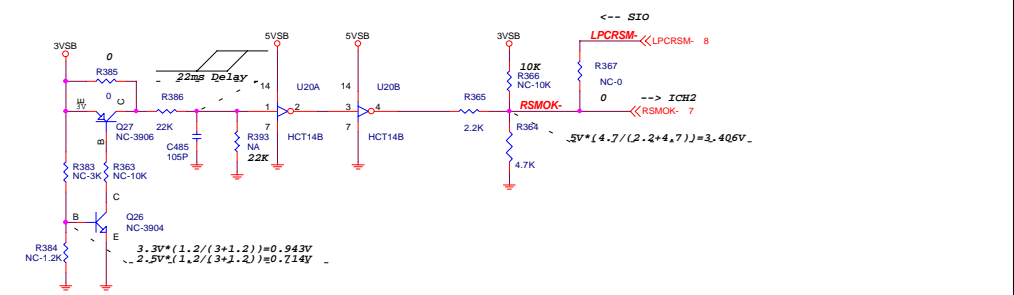 <-- SIO
LPCRSM-
LPCRSM- 8
5VSB
5VSB
3VSB
3VSB
0
R385
0
22ms Delay
R386
22K
14
U20A
1
2
7
HCT14B
14
U20B
3
4
7
HCT14B
10K
R366
NC-10K
R367
NC-0
0
--> ICH2
RSMOK-
RSMOK- 7
R365
2.2K
R364
4.7K
5V*(4.7/(2.2+4.7))=3.406V
E
3V
C
Q27
NC-3906
B
C485
105P
R393
NA
22K
R383
NC-3K
R363
NC-10K
C
B
Q26
NC-3904
E
R384
NC-1.2K
3.3V*(1.2/(3+1.2))=0.943V
2.5V*(1.2/(3+1.2))=0.714V